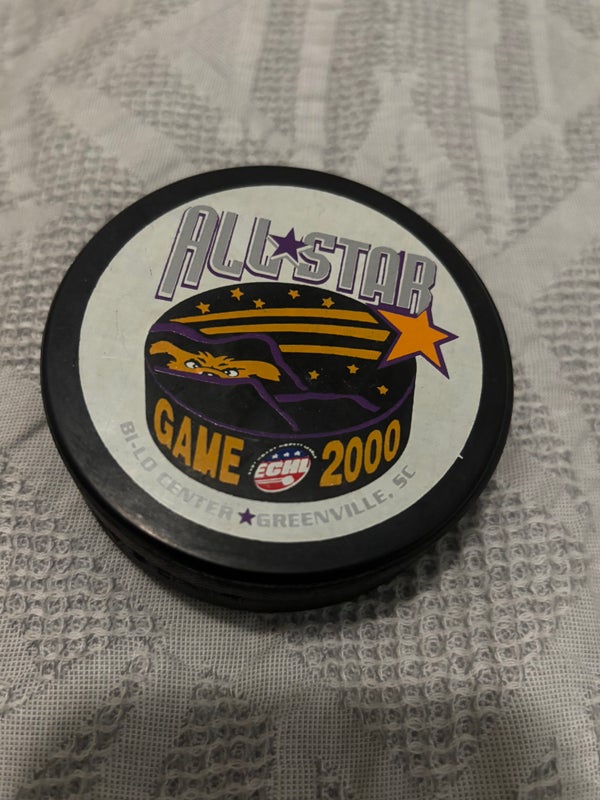 ALL★STAR
GAME 2000
ECHL
BI-LO CENTER ★ GREENVILLE, SC